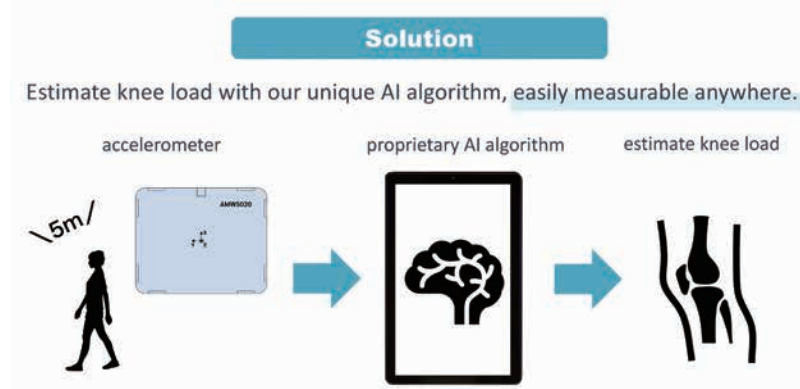 Solution
Estimate knee load with our unique AI algorithm, easily measurable anywhere.
accelerometer
proprietary AI algorithm
estimate knee load
\5m/
AMWS020